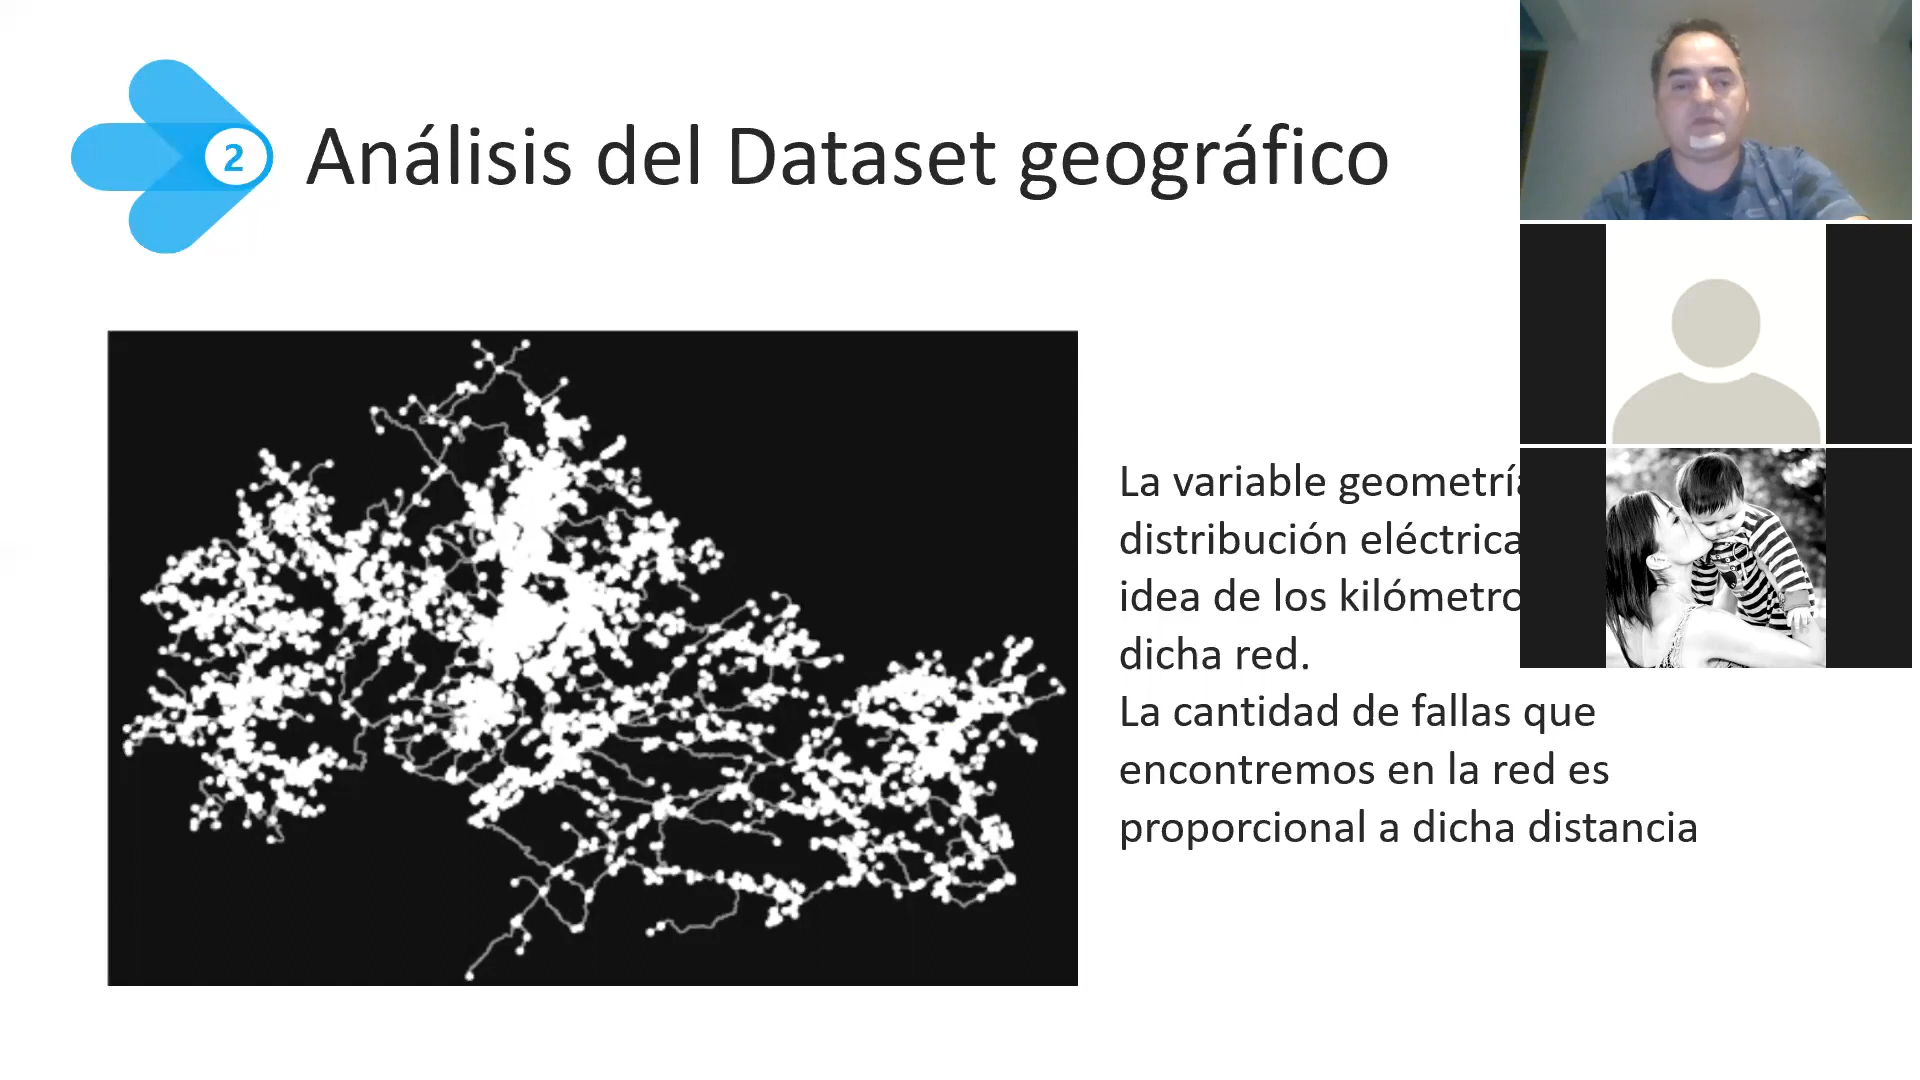 2
Análisis del Dataset geográfico
La variable geometría
distribución eléctrica
idea de los kilómetro
dicha red.
La cantidad de fallas que
encontremos en la red es
proporcional a dicha distancia